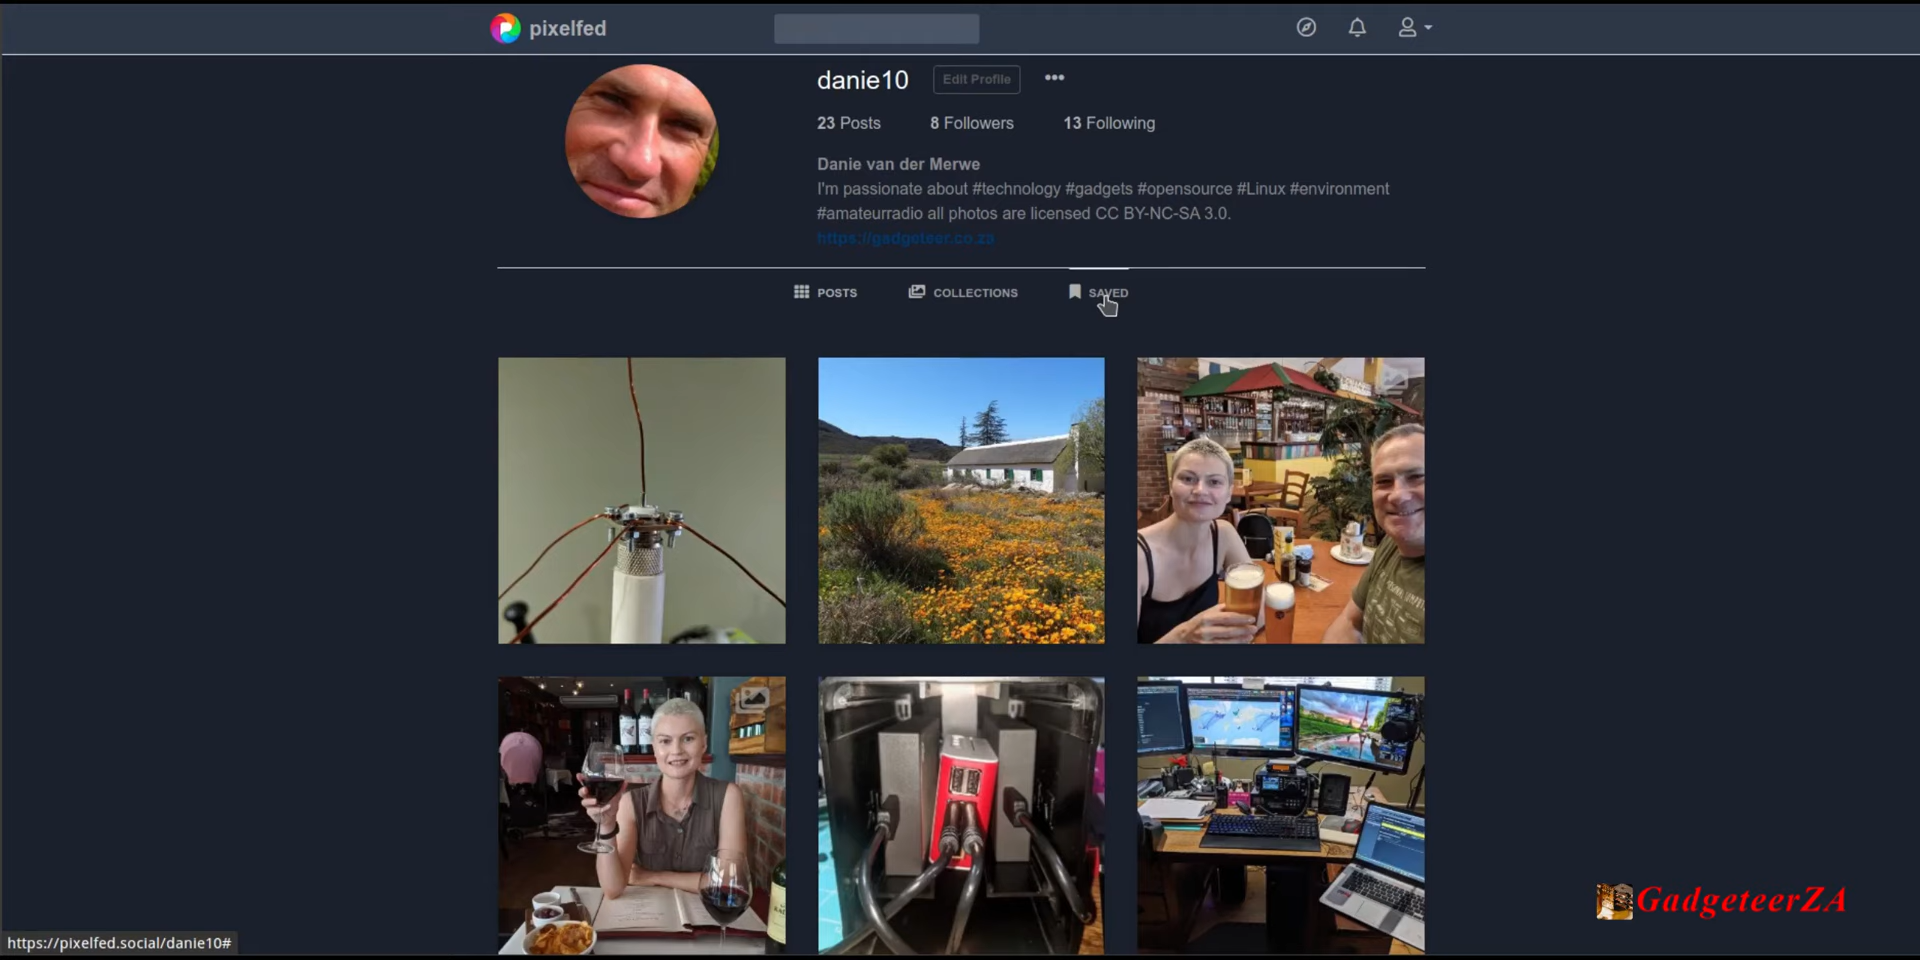 pixelfed
danie10 Edit Profile •••
23 Posts 8 Followers 13 Following
Danie van der Merwe
I'm passionate about #technology #gadgets #opensource #Linux #environment
#amateurradio all photos are licensed CC BY-NC-SA 3.0.
https://gadgeteer.co.za
POSTS COLLECTIONS SAVED
GadgeteerZA
https://pixelfed.social/danie10#